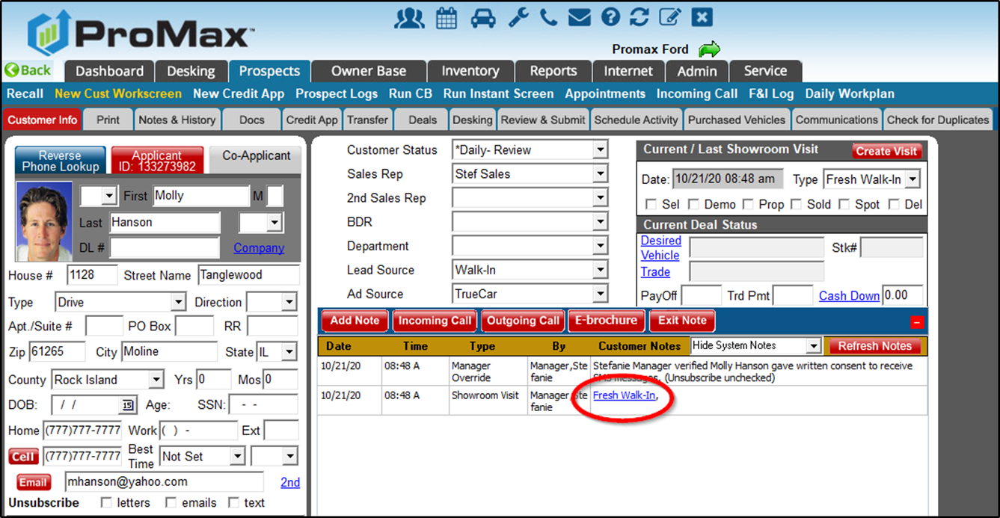 ProMax™
Promax Ford
Back
Dashboard Desking Prospects Owner Base Inventory Reports Internet Admin Service
Recall New Cust Workscreen New Credit App Prospect Logs Run CB Run Instant Screen Appointments Incoming Call F&I Log Daily Workplan
Customer Info Print Notes & History Docs Credit App Transfer Deals Desking Review & Submit Schedule Activity Purchased Vehicles Communications Check for Duplicates
Reverse
Phone Lookup
Applicant
ID: 133273982
Co-Applicant
First Molly M
Last Hanson
DL # Company
House # 1128 Street Name Tanglewood
Type Drive Direction
Apt./Suite # PO Box RR
Zip 61265 City Moline State IL
County Rock Island Yrs 0 Mos 0
DOB: / / 15 Age: SSN: - -
Home (777)777-7777 Work ( ) - Ext
Cell (777)777-7777 Best
Time Not Set
Email mhanson@yahoo.com 2nd
Unsubscribe letters emails text
Customer Status *Daily- Review
Sales Rep Stef Sales
2nd Sales Rep
BDR
Department
Lead Source Walk-In
Ad Source TrueCar
Current / Last Showroom Visit Create Visit
Date: 10/21/20 08:48 am Type Fresh Walk-In
Sel Demo Prop Sold Spot Del
Current Deal Status
Desired
Vehicle
Stk#
Trade
PayOff Trd Pmt Cash Down 0.00
Add Note Incoming Call Outgoing Call E-brochure Exit Note
Date Time Type By Customer Notes Hide System Notes Refresh Notes
10/21/20 08:48 A Manager
Override
Manager,Ste
fanie
Stefanie Manager verified Molly Hanson gave written consent to receive
SMS messages. (Unsubscribe unchecked)
10/21/20 08:48 A Showroom Visit Manager,Ste
fanie
Fresh Walk-In,